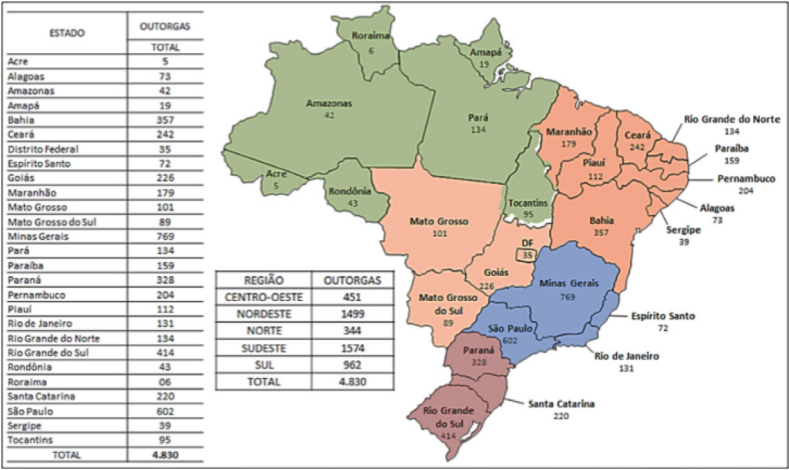 ESTADO OUTORGAS
TOTAL
Acre 5
Alagoas 73
Amazonas 42
Amapá 19
Bahia 357
Ceará 242
Distrito Federal 35
Espírito Santo 72
Goiás 226
Maranhão 179
Mato Grosso 101
Mato Grosso do Sul 89
Minas Gerais 769
Pará 134
Paraíba 159
Paraná 328
Pernambuco 204
Piauí 112
Rio de Janeiro 131
Rio Grande do Norte 134
Rio Grande do Sul 414
Rondônia 43
Roraima 06
Santa Catarina 220
São Paulo 602
Sergipe 39
Tocantins 95
TOTAL 4.830
REGIÃO OUTORGAS
CENTRO-OESTE 451
NORDESTE 1499
NORTE 344
SUDESTE 1574
SUL 962
TOTAL 4.830
Roraima
6
Amapá
19
Amazonas
42
Pará
134
Acre
5
Rondônia
43
Tocantins
95
Maranhão
179
Piauí
112
Ceará
242
Rio Grande do Norte
134
Paraíba
159
Pernambuco
204
Alagoas
73
Sergipe
39
Bahia
357
Mato Grosso
101
DF
35
Goiás
226
Mato Grosso
do Sul
89
Minas Gerais
769
Espírito Santo
72
São Paulo
602
Rio de Janeiro
131
Paraná
328
Santa Catarina
220
Rio Grande
do Sul
414